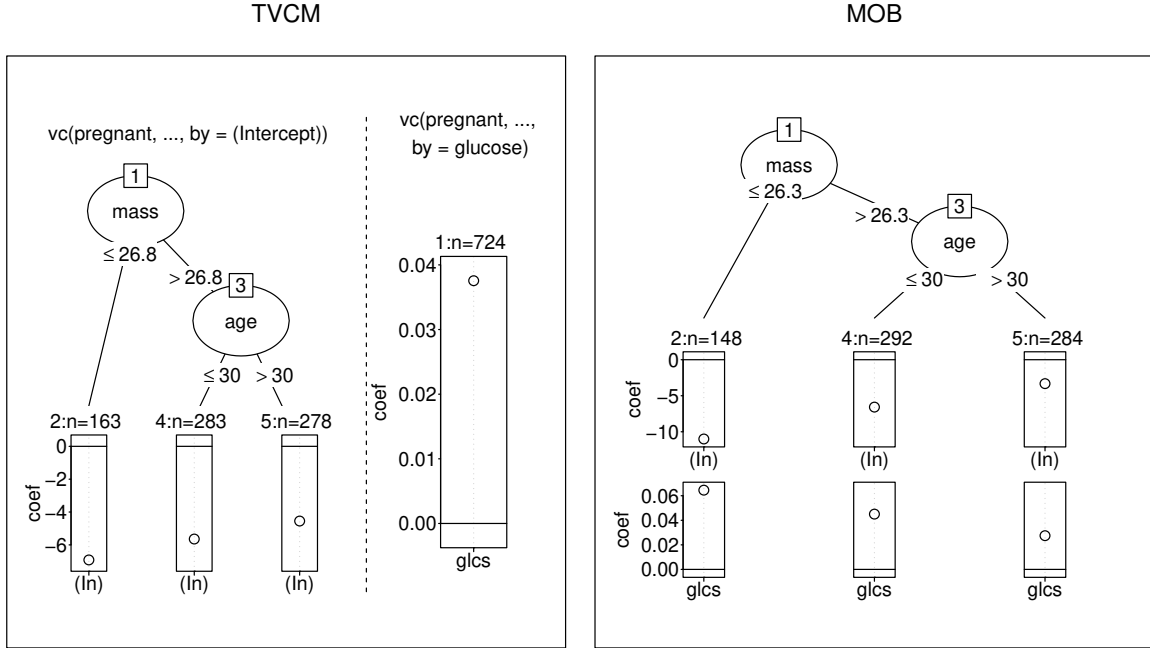 TVCM
vc(pregnant, ..., by = (Intercept))
1
mass
≤ 26.8
> 26.8
3
age
≤ 30
> 30
2:n=163
4:n=283
5:n=278
coef
0
−2
−4
−6
(In)
(In)
(In)
vc(pregnant, ...,
by = glucose)
1:n=724
coef
0.04
0.03
0.02
0.01
0.00
glcs
MOB
1
mass
≤ 26.3
> 26.3
3
age
≤ 30
> 30
2:n=148
4:n=292
5:n=284
coef
0
−5
−10
(In)
(In)
(In)
coef
0.06
0.04
0.02
0.00
glcs
glcs
glcs